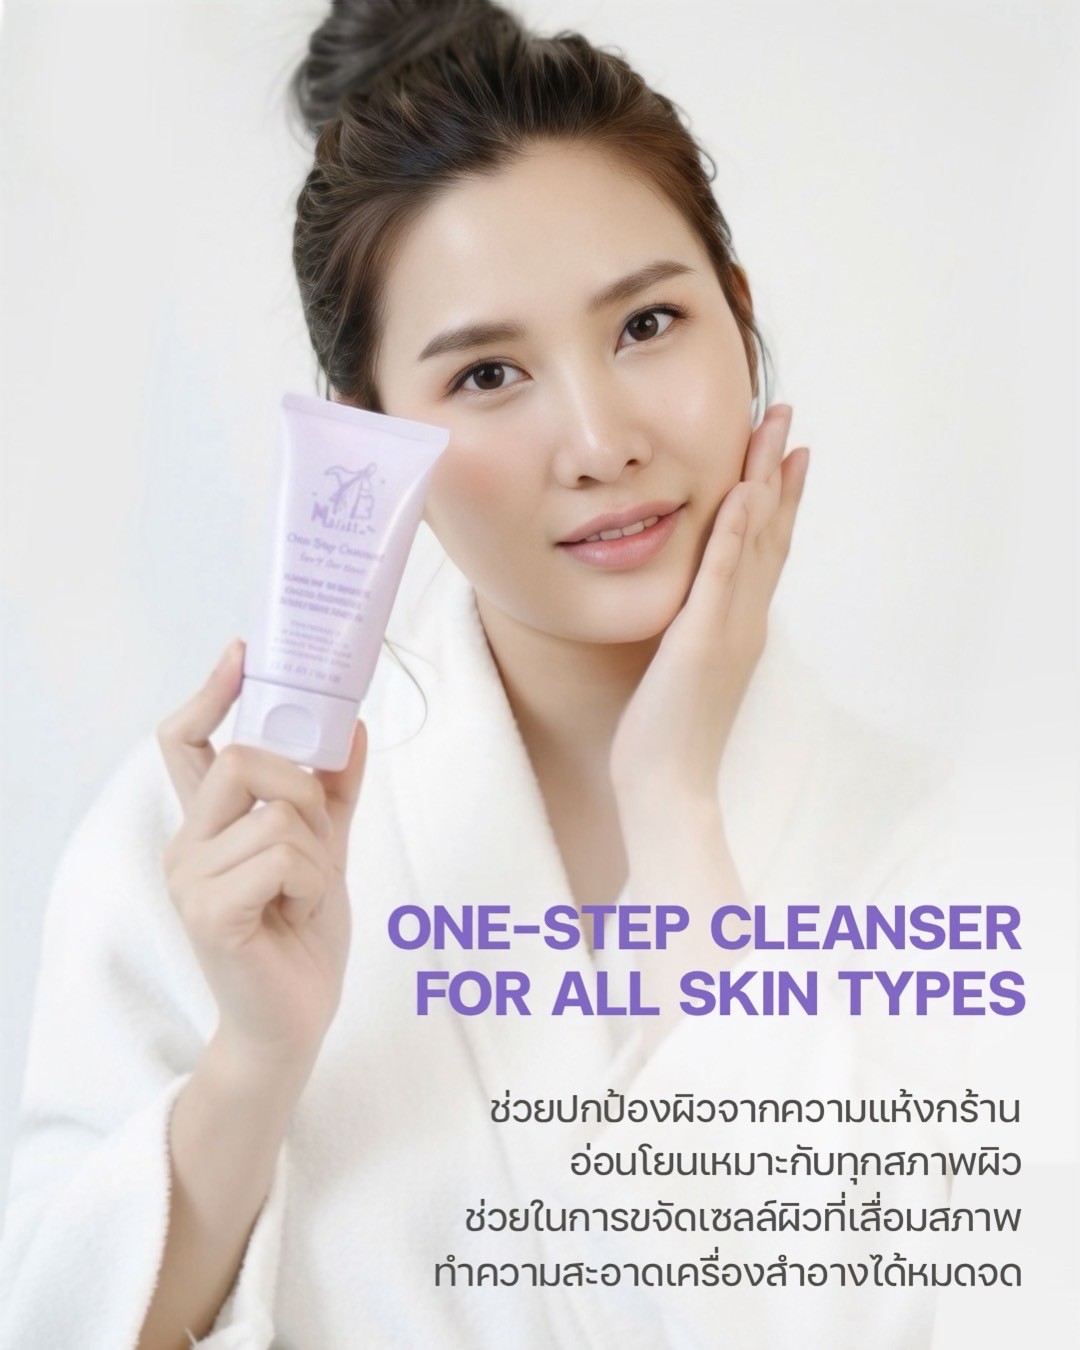 One Step Cleanser
ONE-STEP CLEANSER
FOR ALL SKIN TYPES
ช่วยปกป้องผิวจากความแห้งกร้าน
อ่อนโยนเหมาะกับทุกสภาพผิว
ช่วยในการขจัดเซลล์ผิวที่เสื่อมสภาพ
ทำความสะอาดเครื่องสำอางได้หมดจด